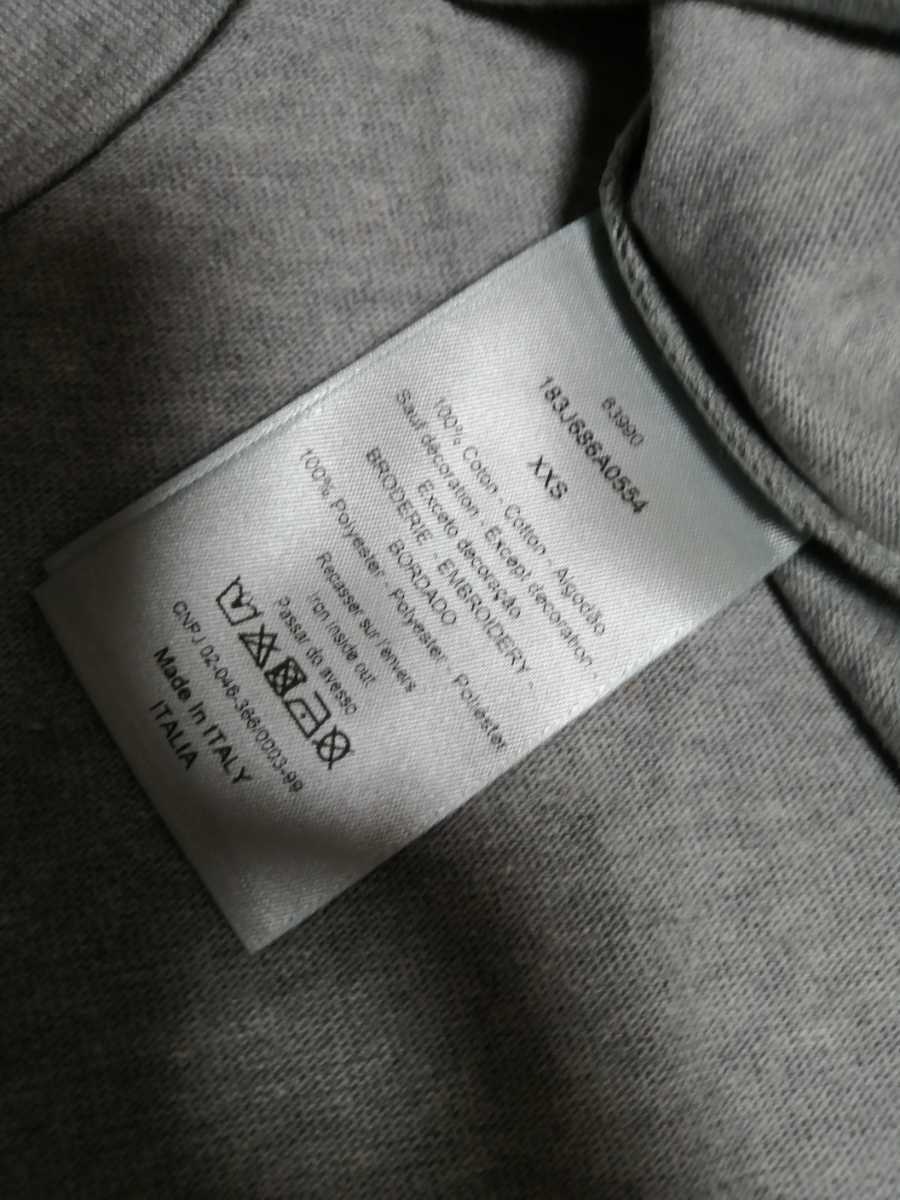 63990
183J686A0554
XXS
100% Coton - Cotton - Algodão
Sauf décoration - Except decoration -
Exceto decoração
BRODERIE - EMBROIDERY -
BORDADO
100% Polyester - Polyester - Poliester
Repasser sur l'envers
Iron inside out
Passar do avesso
CNPJ 02-046-366/0003-99
Made In ITALY
ITALIA